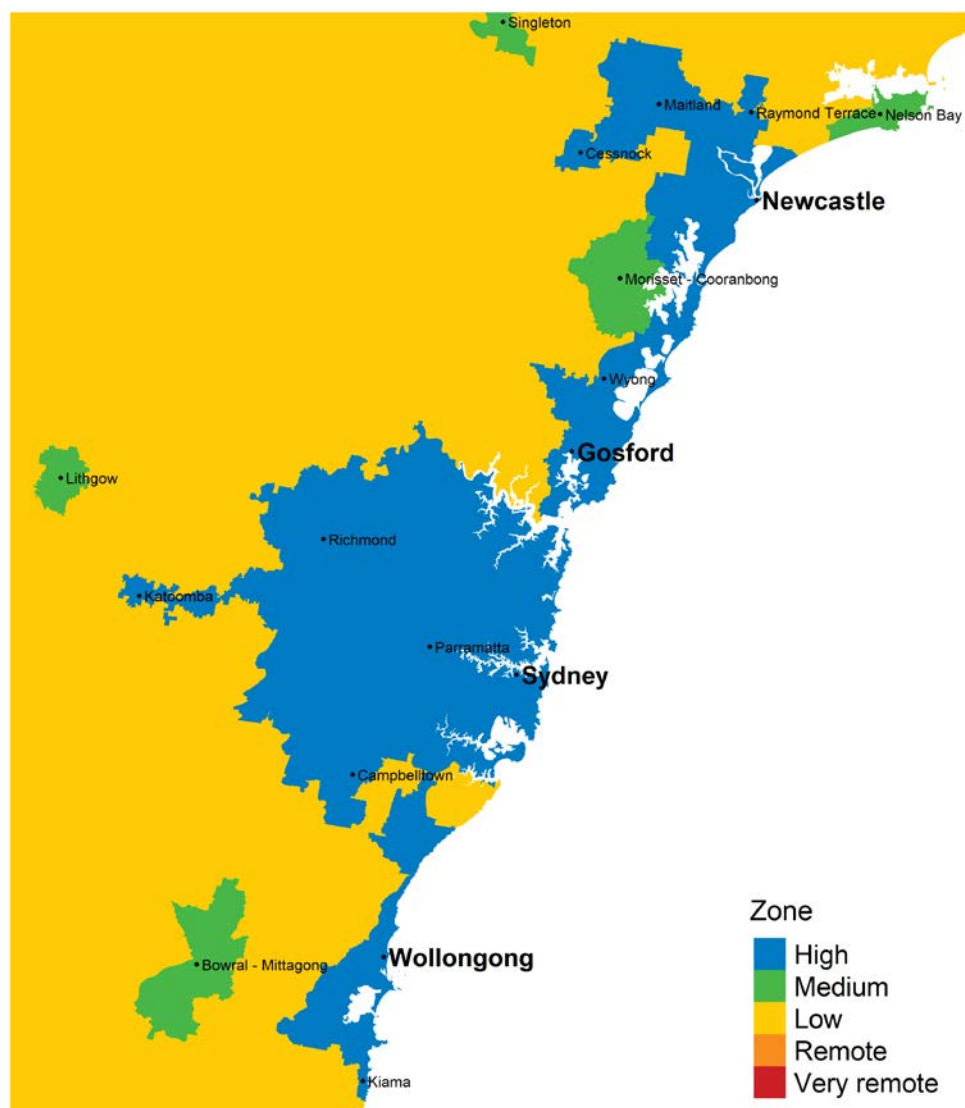 Singleton
Maitland
Raymond Terrace
Nelson Bay
Cessnock
Newcastle
Morisset - Cooranbong
Wyong
Gosford
Lithgow
Richmond
Katoomba
Parramatta
Sydney
Campbelltown
Wollongong
Bowral - Mittagong
Kiama
Zone
High
Medium
Low
Remote
Very remote